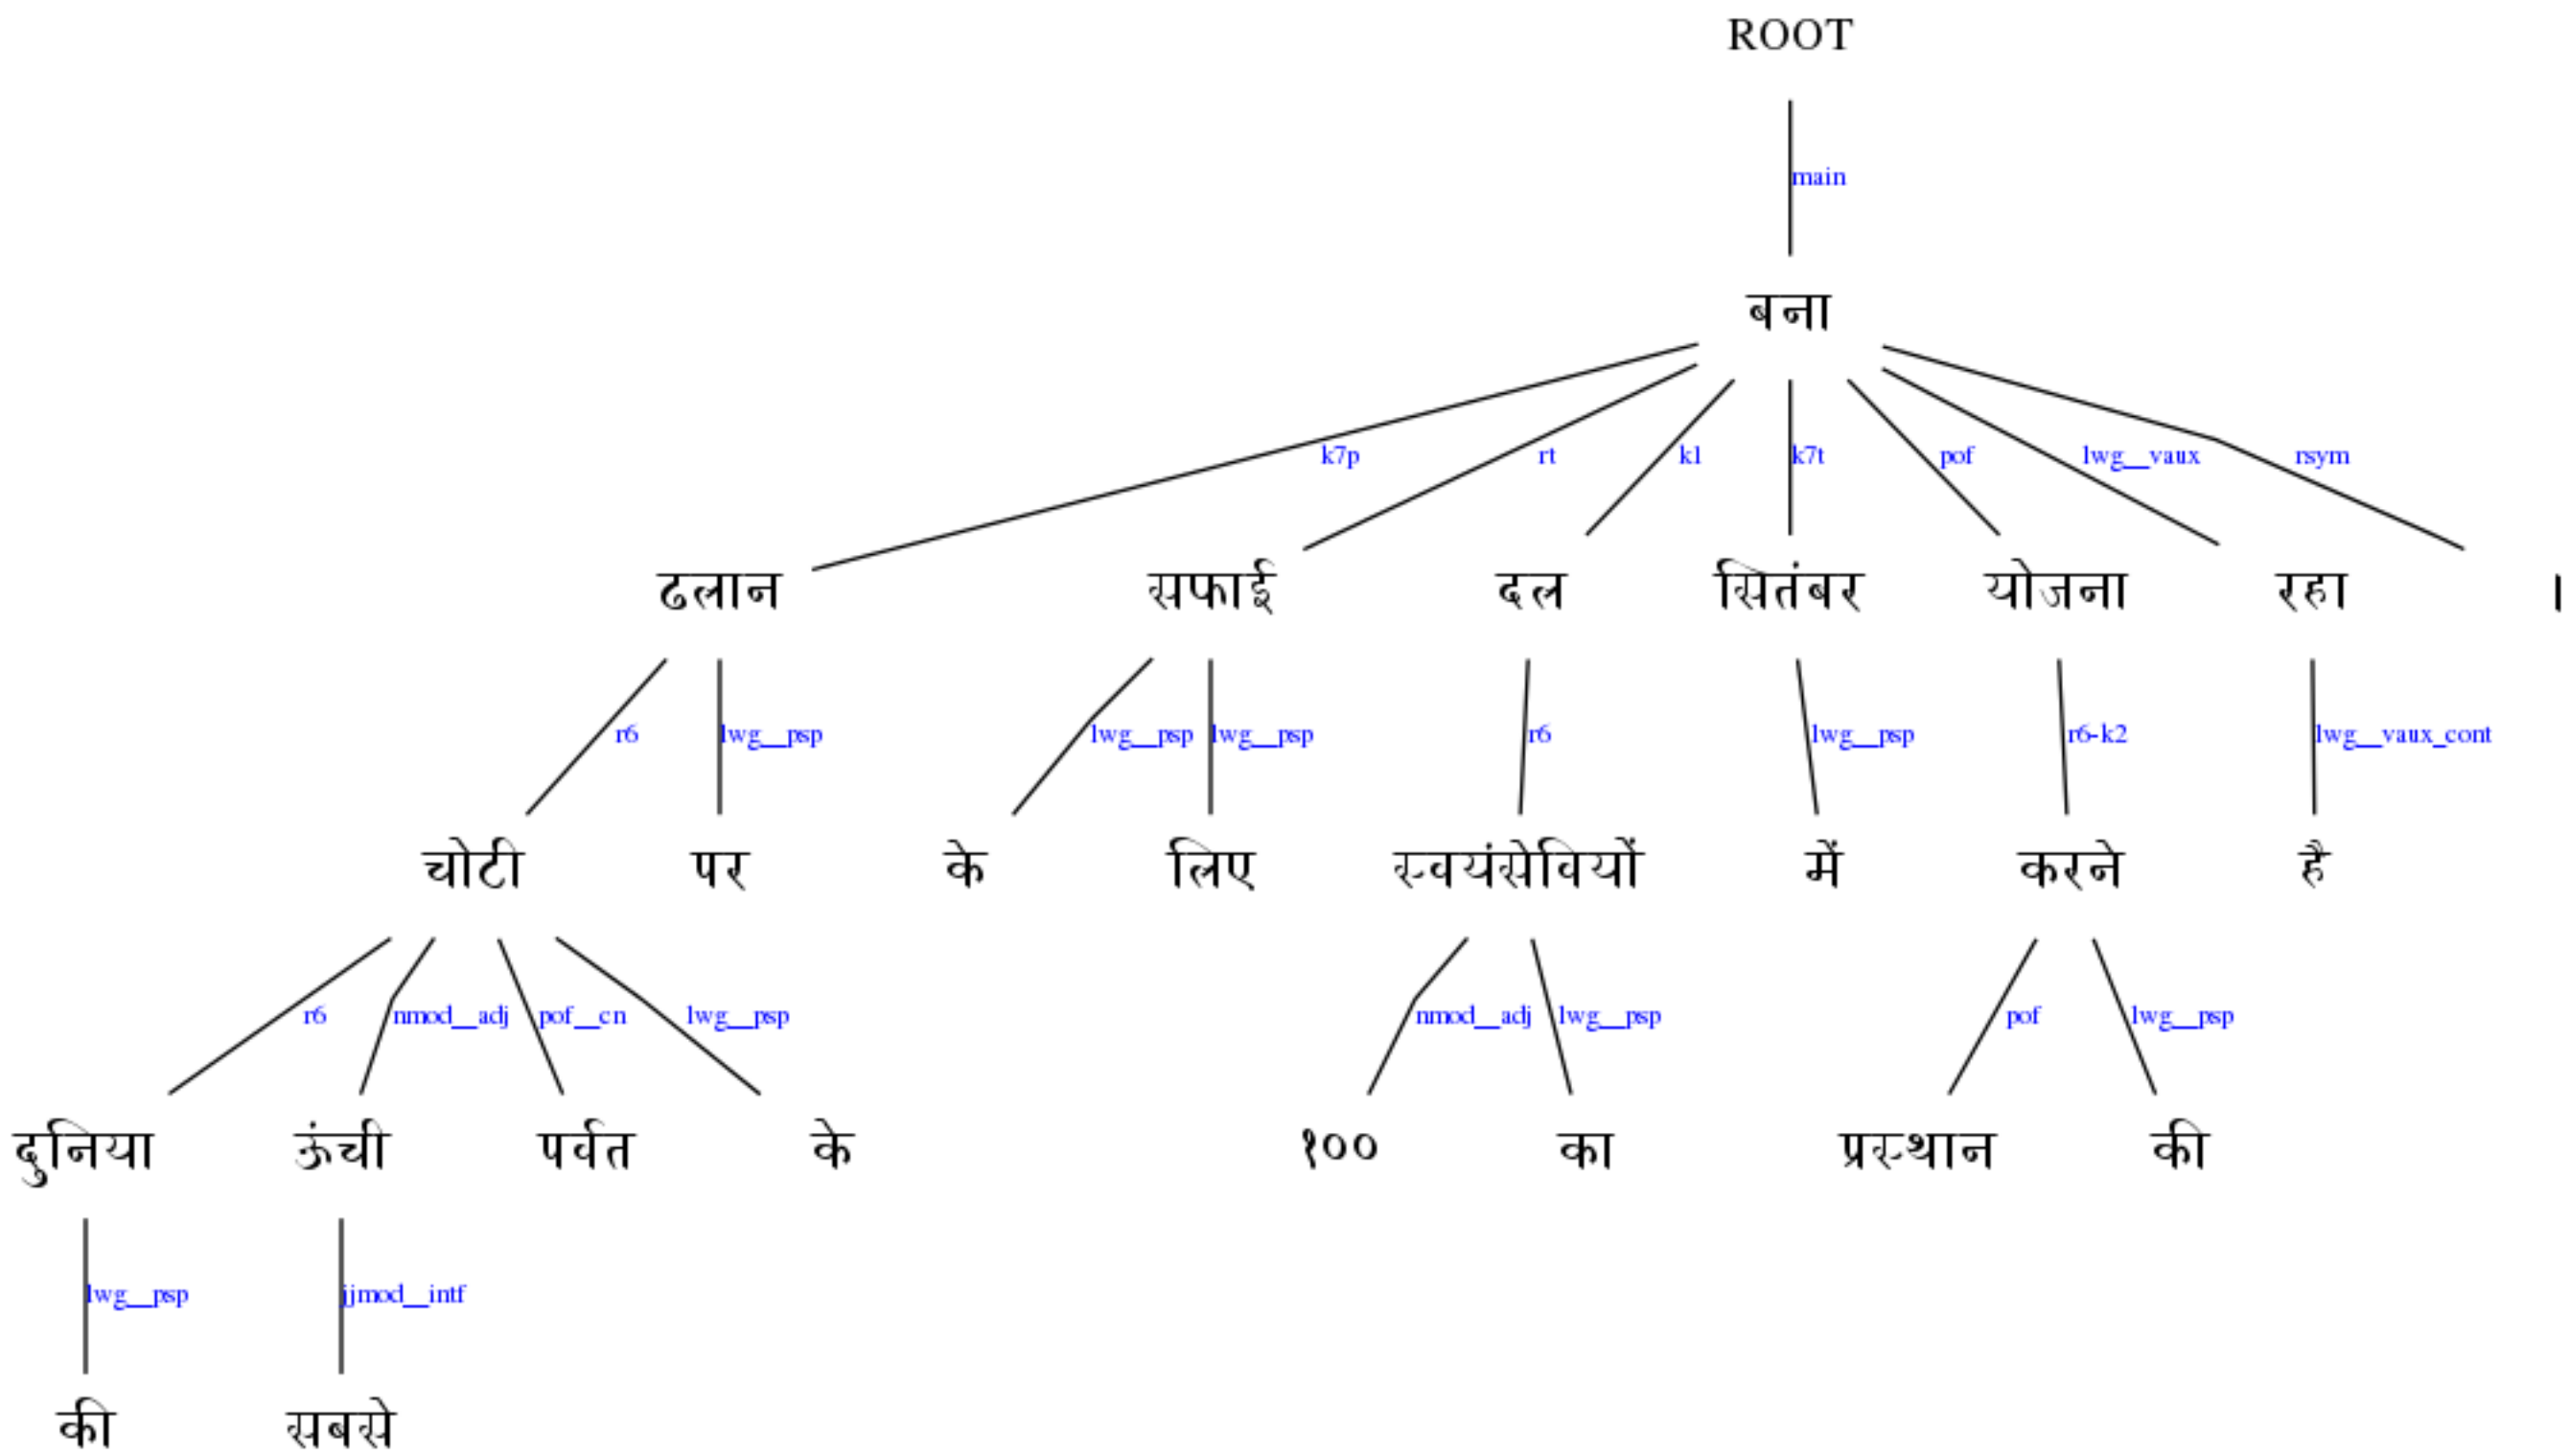 ROOT
main
बना
k7p rt k1 k7t pof lwg__vaux rsym
ढलान सफाई दल सितंबर योजना रहा ।
r6 lwg__psp lwg__psp lwg__psp r6 lwg__psp r6-k2 lwg__vaux_cont
चोटी पर के लिए स्वयंसेवियों में करने है
r6 nmod__adj pof__cn lwg__psp nmod__adj lwg__psp pof lwg__psp
दुनिया ऊंची पर्वत के १०० का प्रस्थान की
lwg__psp jjmod__intf
की सबसे